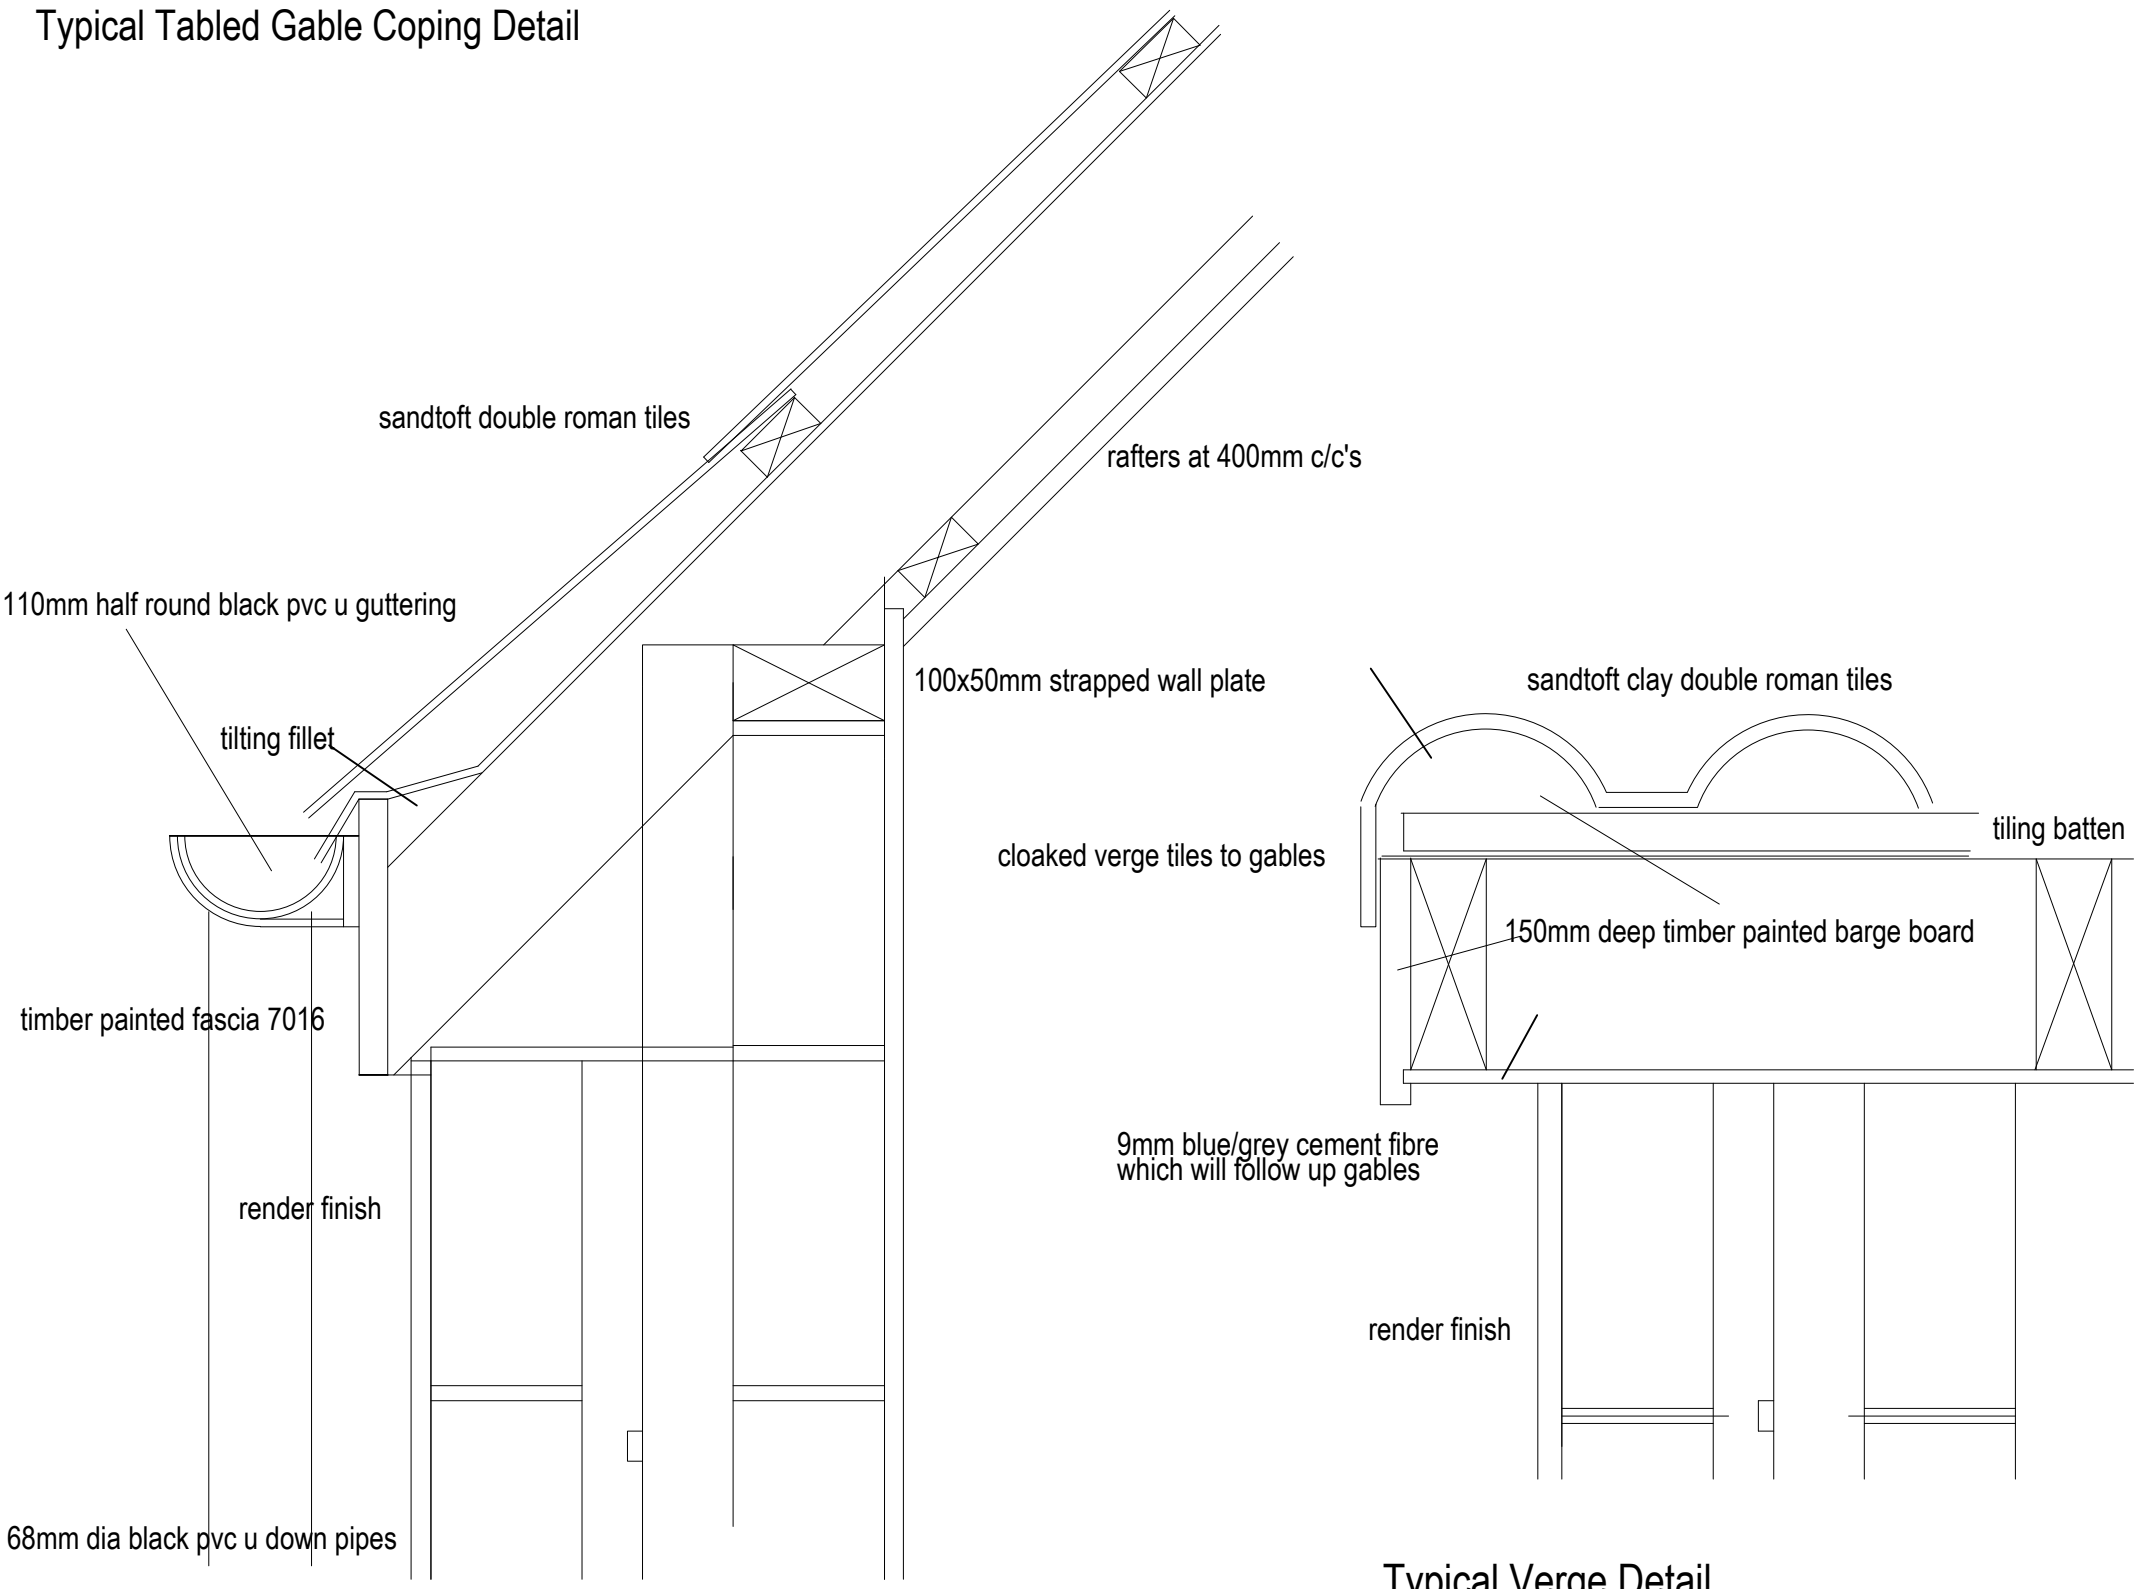 Typical Tabled Gable Coping Detail
sandtoft double roman tiles
rafters at 400mm c/c's
110mm half round black pvc u guttering
100x50mm strapped wall plate
sandtoft clay double roman tiles
tilting fillet
tiling batten
cloaked verge tiles to gables
150mm deep timber painted barge board
timber painted fascia 7016
9mm blue/grey cement fibre
which will follow up gables
render finish
render finish
68mm dia black pvc u down pipes
Typical Verge Detail